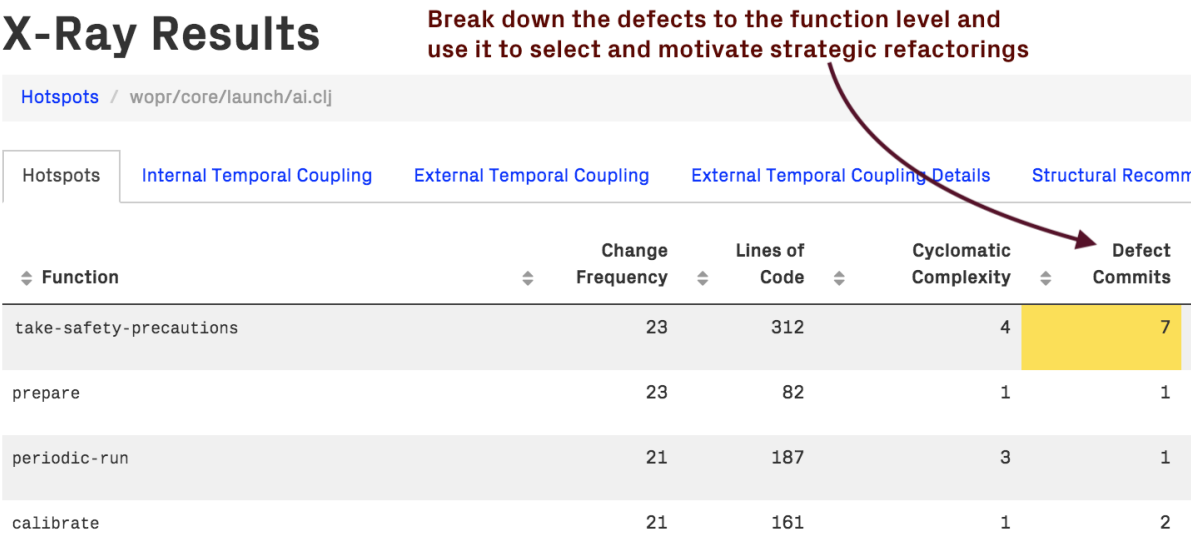 X-Ray Results
Break down the defects to the function level and
use it to select and motivate strategic refactorings
Hotspots / wopr/core/launch/ai.clj
Hotspots Internal Temporal Coupling External Temporal Coupling External Temporal Coupling Details Structural Recomm
Function Change Frequency Lines of Code Cyclomatic Complexity Defect Commits
take-safety-precautions 23 312 4 7
prepare 23 82 1 1
periodic-run 21 187 3 1
calibrate 21 161 1 2